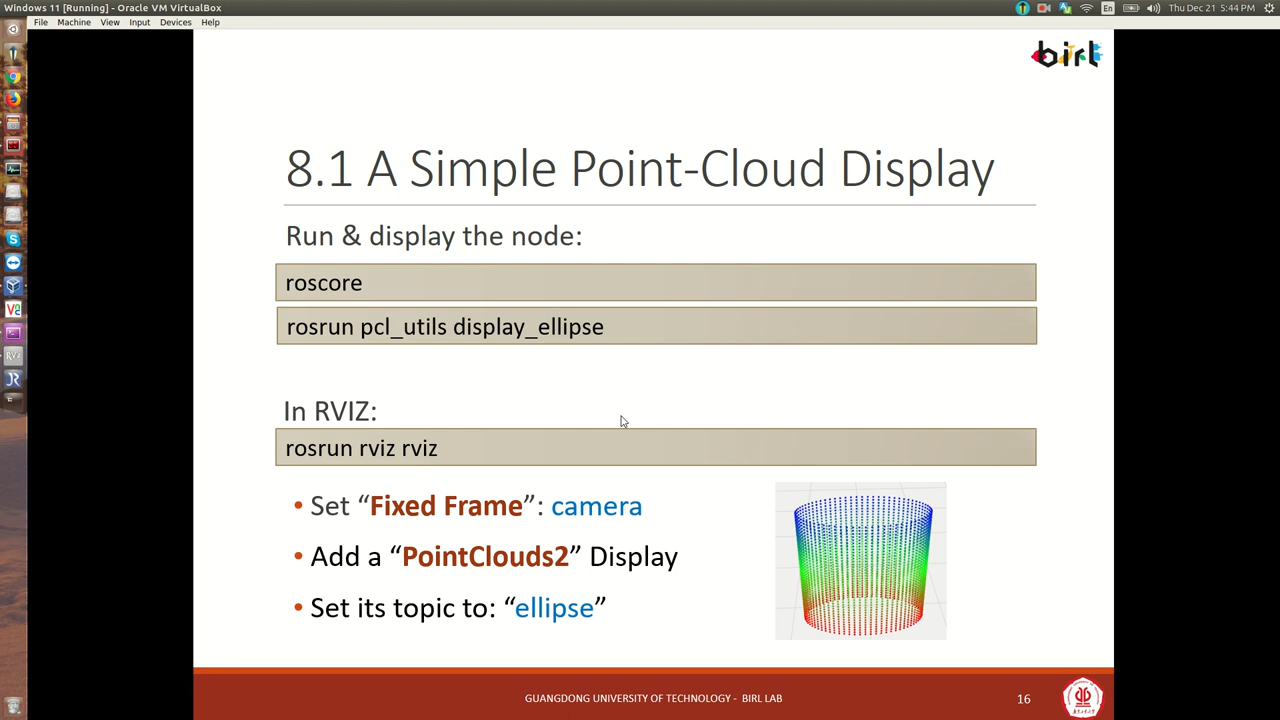 Windows 11 [Running] - Oracle VM VirtualBox
En
Thu Dec 21 5:44 PM
File Machine View Input Devices Help
birl
8.1 A Simple Point-Cloud Display
Run & display the node:
roscore
rosrun pcl_utils display_ellipse
In RVIZ:
rosrun rviz rviz
• Set “Fixed Frame”: camera
• Add a “PointClouds2” Display
• Set its topic to: “ellipse”
GUANGDONG UNIVERSITY OF TECHNOLOGY - BIRL LAB
16